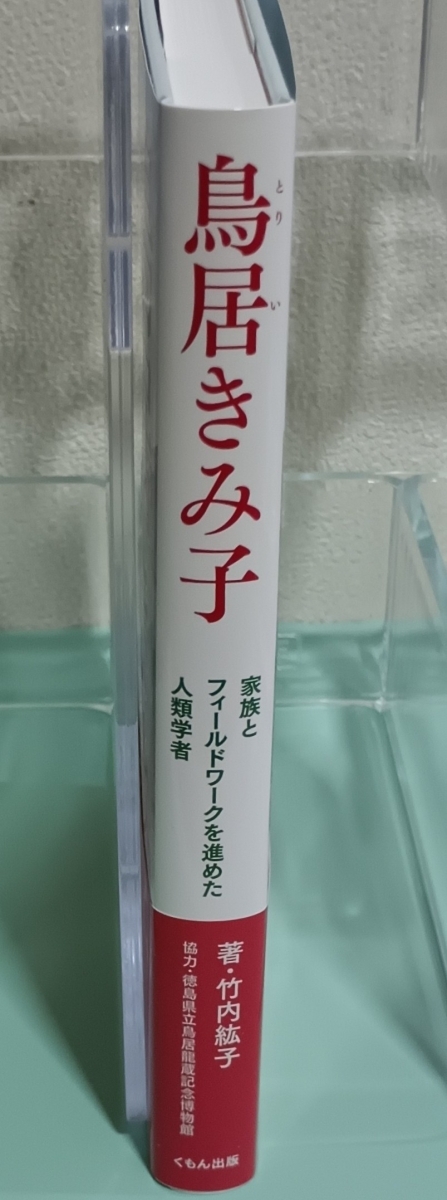 鳥居きみ子
とりい
家族と
フィールドワークを進めた
人類学者
著・竹内紘子
協力・徳島県立鳥居龍蔵記念博物館
くもん出版